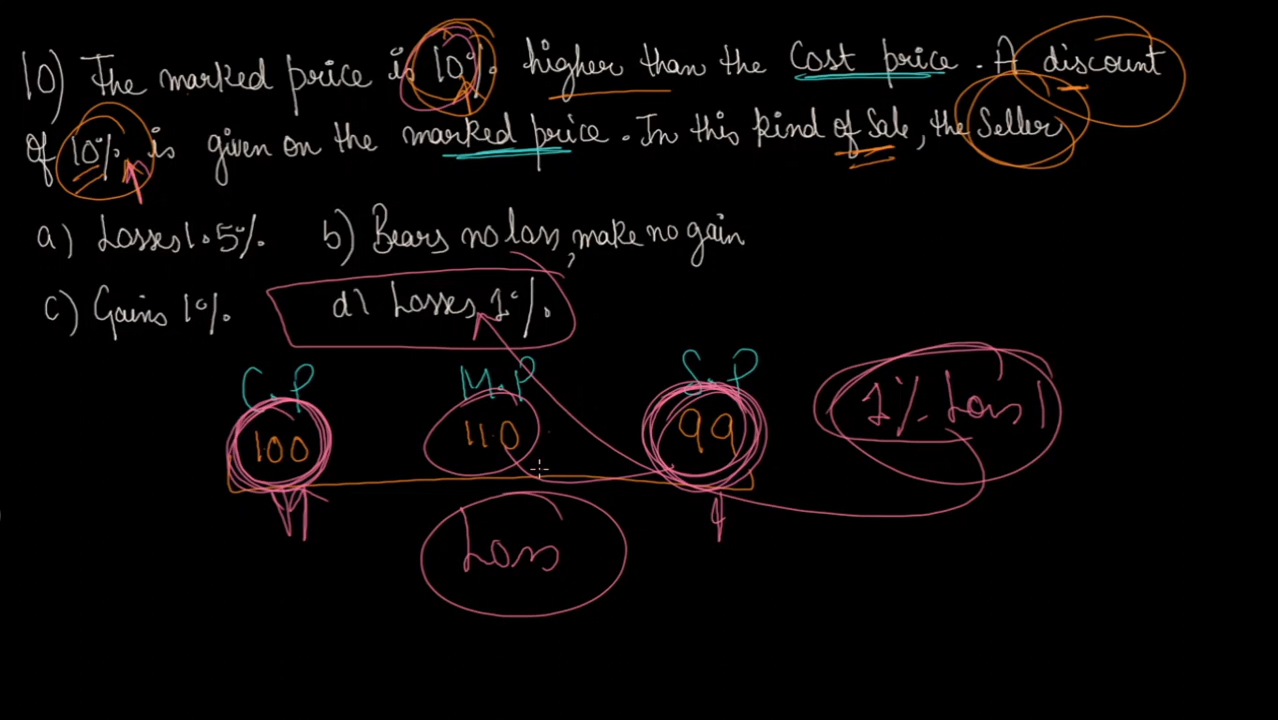 10) The marked price is 10% higher than the Cost price. A discount
of 10% is given on the marked price. In this kind of Sale, the Seller
a) Losses 1.5% b) Bears no loss, make no gain
c) Gains 1% d) Losses 1%.
C.P M.P S.P
100 110 99 1% Loss
Loss